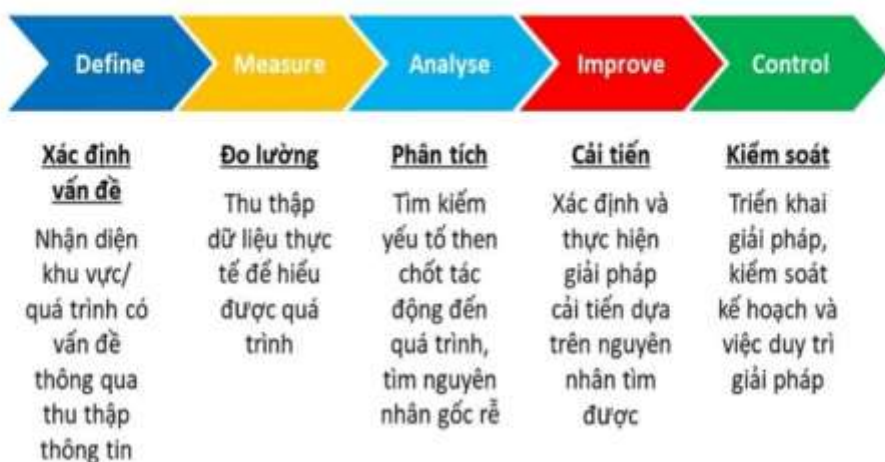 Define
Measure
Analyse
Improve
Control
Xác định
vấn đề
Nhận diện
khu vực/
quá trình có
vấn đề
thông qua
thu thập
thông tin
Đo lường
Thu thập
dữ liệu thực
tế để hiểu
được quá
trình
Phân tích
Tìm kiếm
yếu tố then
chốt tác
động đến
quá trình,
tìm nguyên
nhân gốc rễ
Cải tiến
Xác định và
thực hiện
giải pháp
cải tiến dựa
trên nguyên
nhân tìm
được
Kiểm soát
Triển khai
giải pháp,
kiểm soát
kế hoạch và
việc duy trì
giải pháp